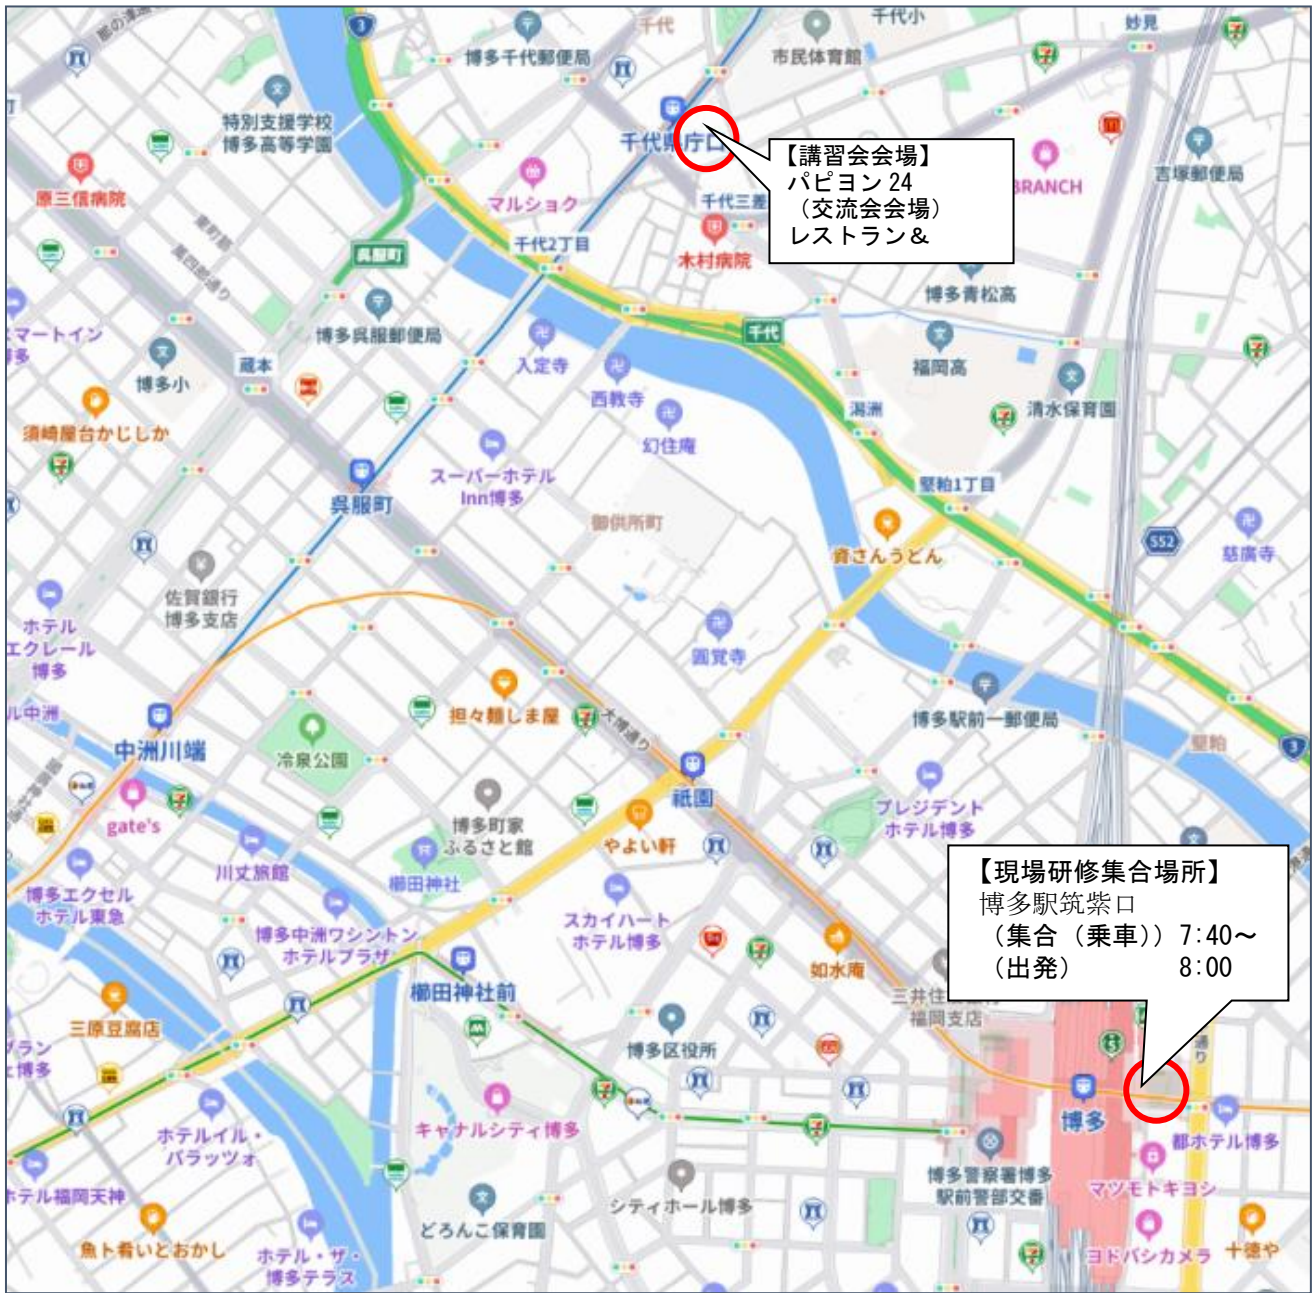 3
千代
千代小
市民体育館
妙見
博多千代郵便局
特別支援学校
博多高等学園
千代県庁口
【講習会会場】
パピヨン24
（交流会会場）
レストラン＆
BRANCH
吉塚郵便局
原三信病院
マルショク
千代三差
木村病院
千代2丁目
呉服町
博多青松高
博多呉服郵便局
入定寺
千代
福岡高
蔵本
博多小
西教寺
潟洲
清水保育園
須崎屋台かじしか
幻住庵
スーパーホテル
Inn博多
呉服町
堅粕1丁目
御供所町
資さんうどん
552
慈廣寺
佐賀銀行
博多支店
ホテル
エクレール
博多
圓覚寺
ル中洲
担々麺しま屋
大博通り
博多駅前一郵便局
堅粕
3
中洲川端
冷泉公園
祇園
gate's
博多町家
ふるさと館
やよい軒
プレジデント
ホテル博多
川丈旅館
櫛田神社
博多エクセル
ホテル東急
スカイハート
ホテル博多
博多中洲ワシントン
ホテルプラザ
【現場研修集合場所】
博多駅筑紫口
（集合（乗車））7:40～
（出発）　　　　8:00
如水庵
櫛田神社前
福岡支店
三原豆腐店
博多区役所
キャナルシティ博多
博多
都ホテル博多
ホテルイル・
パラッツォ
博多警察署博多
駅前警部交番
マツモトキヨシ
ホテル福岡天神
シティホール博多
どろんこ保育園
魚ト肴いとおかし
ホテル・ザ・
博多テラス
ヨドバシカメラ
十徳や